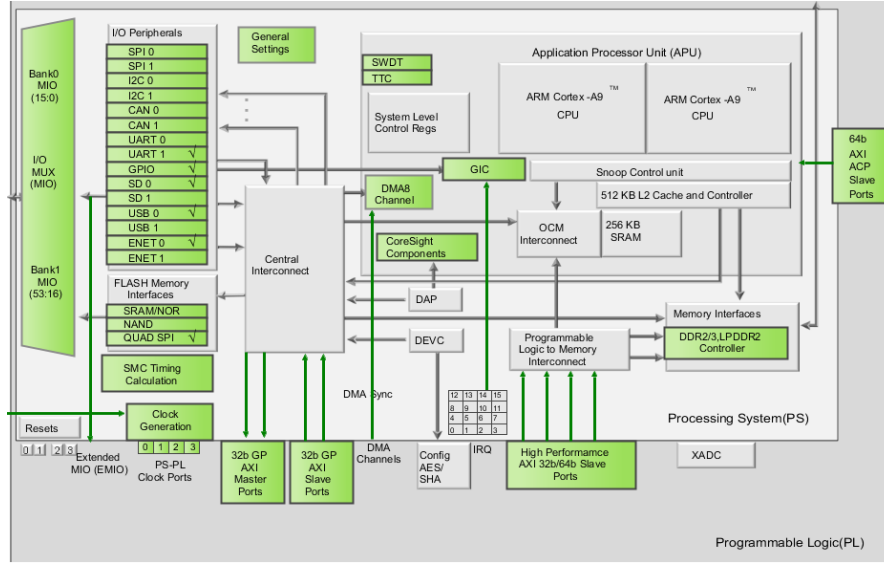 I/O Peripherals
SPI 0
SPI 1
I2C 0
I2C 1
CAN 0
CAN 1
UART 0
UART 1 √
GPIO √
SD 0 √
SD 1
USB 0 √
USB 1
ENET 0 √
ENET 1
Bank0
MIO
(15:0)
I/O
MUX
(MIO)
Bank1
MIO
(53:16)
FLASH Memory
Interfaces
SRAM/NOR
NAND
QUAD SPI √
SMC Timing
Calculation
Clock
Generation
Resets
0 1 2 3
Extended
MIO (EMIO)
0 1 2 3
PS-PL
Clock Ports
General
Settings
Central
Interconnect
32b GP
AXI
Master
Ports
32b GP
AXI
Slave
Ports
DMA Sync
DMA
Channels
Application Processor Unit (APU)
SWDT
TTC
System Level
Control Regs
ARM Cortex -A9 ™
CPU
ARM Cortex -A9 ™
CPU
GIC
Snoop Control unit
DMA8
Channel
512 KB L2 Cache and Controller
OCM
Interconnect
256 KB
SRAM
CoreSight
Components
DAP
DEVC
Programmable
Logic to Memory
Interconnect
Memory Interfaces
DDR2/3,LPDDR2
Controller
64b
AXI
ACP
Slave
Ports
12 13 14 15
8 9 10 11
4 5 6 7
0 1 2 3
IRQ
Config
AES/
SHA
High Performamce
AXI 32b/64b Slave
Ports
Processing System(PS)
XADC
Programmable Logic(PL)